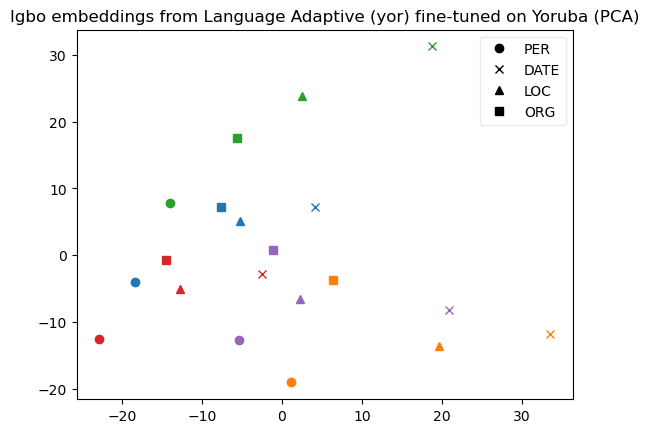 Igbo embeddings from Language Adaptive (yor) fine-tuned on Yoruba (PCA)
PER
DATE
LOC
ORG
30
20
10
0
−10
−20
−20
−10
0
10
20
30